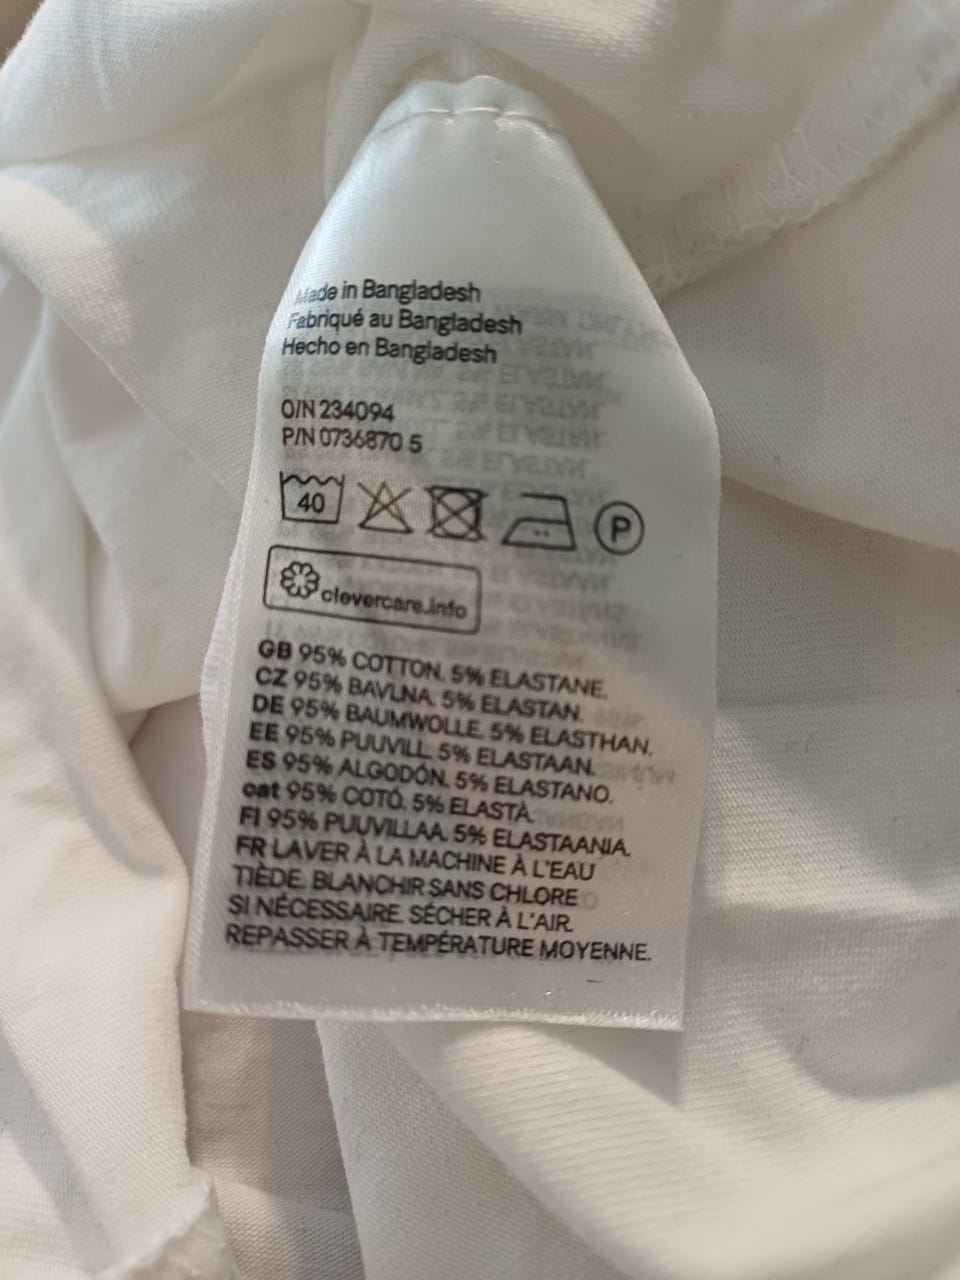 Made in Bangladesh
Fabriqué au Bangladesh
Hecho en Bangladesh
O/N 234094
P/N 0736870 5
40 P
clevercare.info
GB 95% COTTON, 5% ELASTANE.
CZ 95% BAVLNA, 5% ELASTAN.
DE 95% BAUMWOLLE, 5% ELASTHAN.
EE 95% PUUVILL, 5% ELASTAAN.
ES 95% ALGODÓN, 5% ELASTANO.
cat 95% COTÓ, 5% ELASTÀ.
FI 95% PUUVILLAA, 5% ELASTAANIA.
FR LAVER À LA MACHINE À L'EAU
TIÈDE. BLANCHIR SANS CHLORE
SI NÉCESSAIRE. SÉCHER À L'AIR.
REPASSER À TEMPÉRATURE MOYENNE.